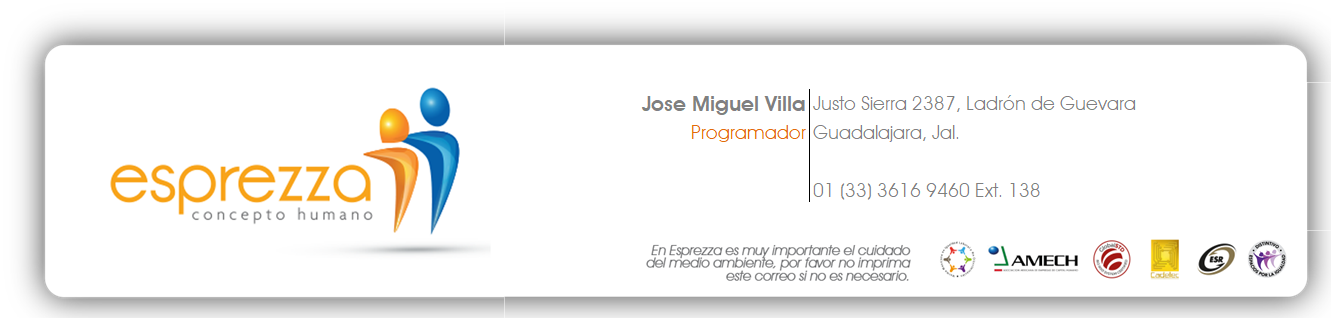 esprezza
concepto humano
Jose Miguel Villa
Programador
Justo Sierra 2387, Ladrón de Guevara
Guadalajara, Jal.
01 (33) 3616 9460 Ext. 138
En Esprezza es muy importante el cuidado
del medio ambiente, por favor no imprima
este correo si no es necesario.
AMECH
GlobalSTD
Cadelec
ESR
DISTINTIVO
ESPACIOS POR LA IGUALDAD